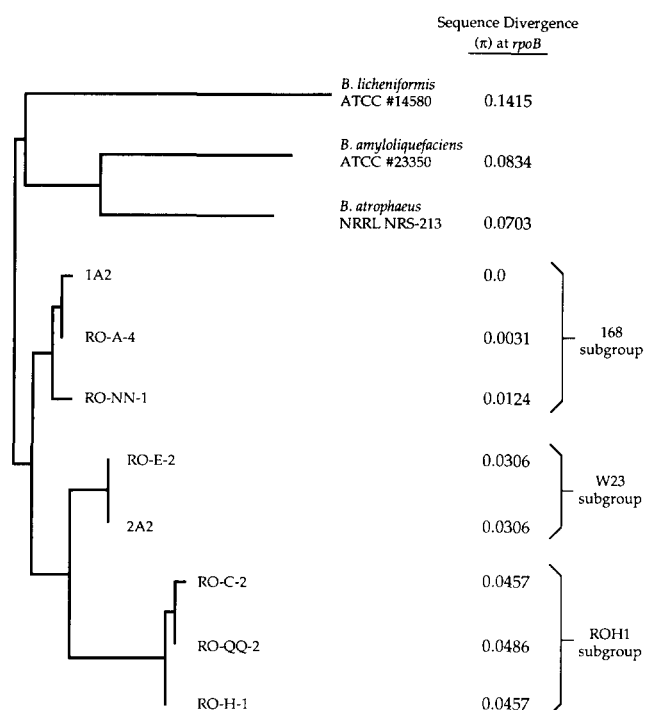 Sequence Divergence
(π) at rpoB
B. licheniformis
ATCC #14580 0.1415
B. amyloliquefaciens
ATCC #23350 0.0834
B. atrophaeus
NRRL NRS-213 0.0703
1A2 0.0
RO-A-4 0.0031
168
subgroup
RO-NN-1 0.0124
RO-E-2 0.0306
W23
subgroup
2A2 0.0306
RO-C-2 0.0457
RO-QQ-2 0.0486
ROH1
subgroup
RO-H-1 0.0457